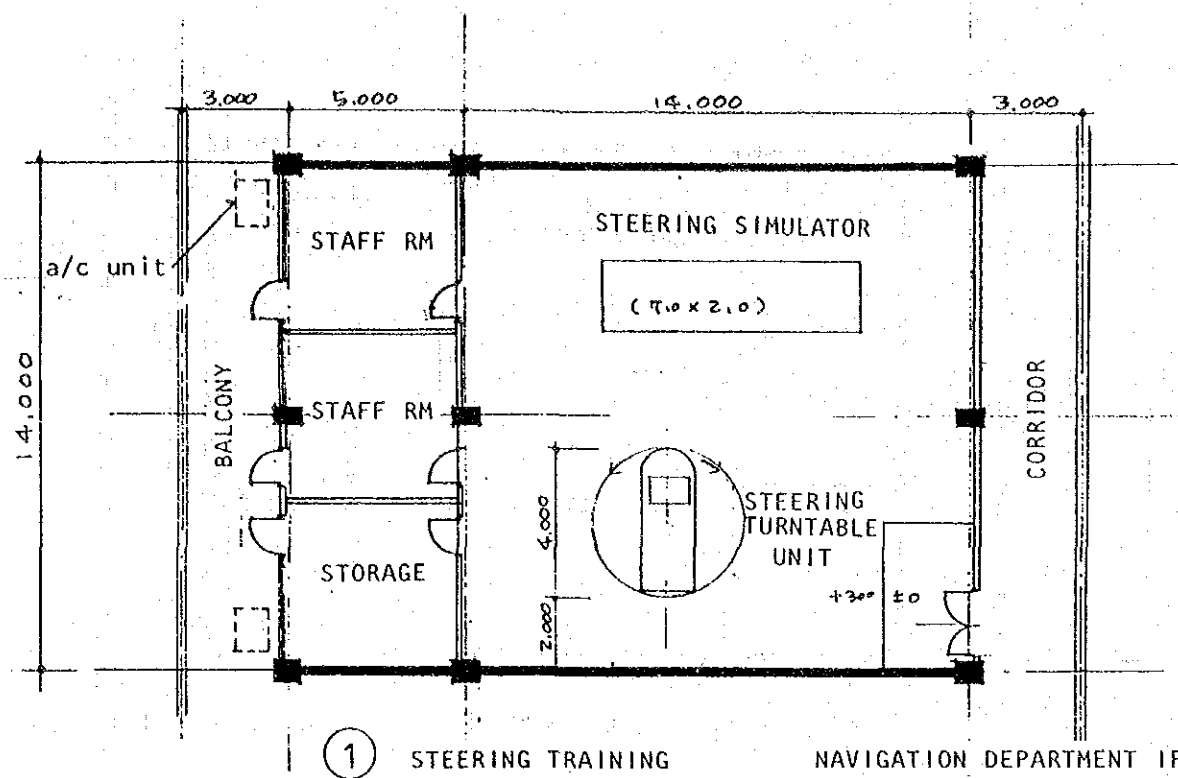 3.000 5.000 14.000 3.000
STAFF RM
STEERING SIMULATOR
a/c unit
(7.0 x 2.0)
14.000
BALCONY
STAFF RM
CORRIDOR
4.000
STEERING
TURNTABLE
UNIT
STORAGE
+300 ±0
2.000
1 STEERING TRAINING
NAVIGATION DEPARTMENT